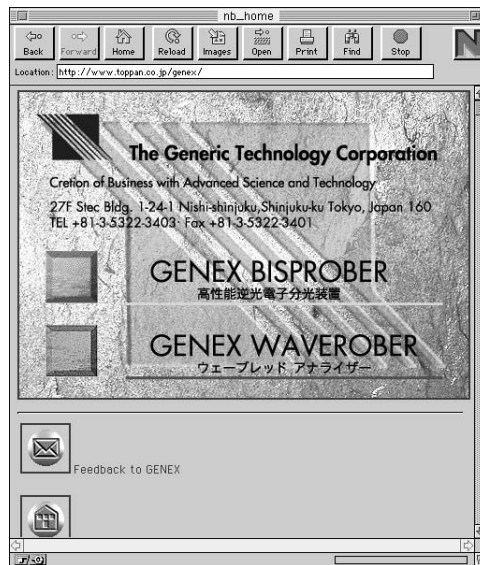 nb_home
Back Forward Home Reload Images Open Print Find Stop
N
Location: http://www.toppan.co.jp/genex/
The Generic Technology Corporation
Cretion of Business with Advanced Science and Technology
27F Stec Bldg. 1-24-1 Nishi-shinjuku,Shinjuku-ku Tokyo, Japan 160
TEL +81-3-5322-3403· Fax +81-3-5322-3401
GENEX BISPROBER
高性能逆光電子分光装置
GENEX WAVEROBER
ウェーブレッド アナライザー
Feedback to GENEX